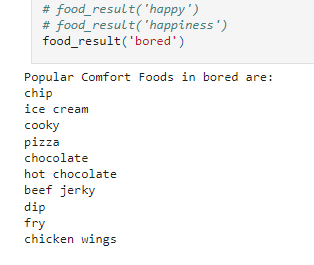 # food_result('happy')
# food_result('happiness')
food_result('bored')
Popular Comfort Foods in bored are:
chip
ice cream
cooky
pizza
chocolate
hot chocolate
beef jerky
dip
fry
chicken wings